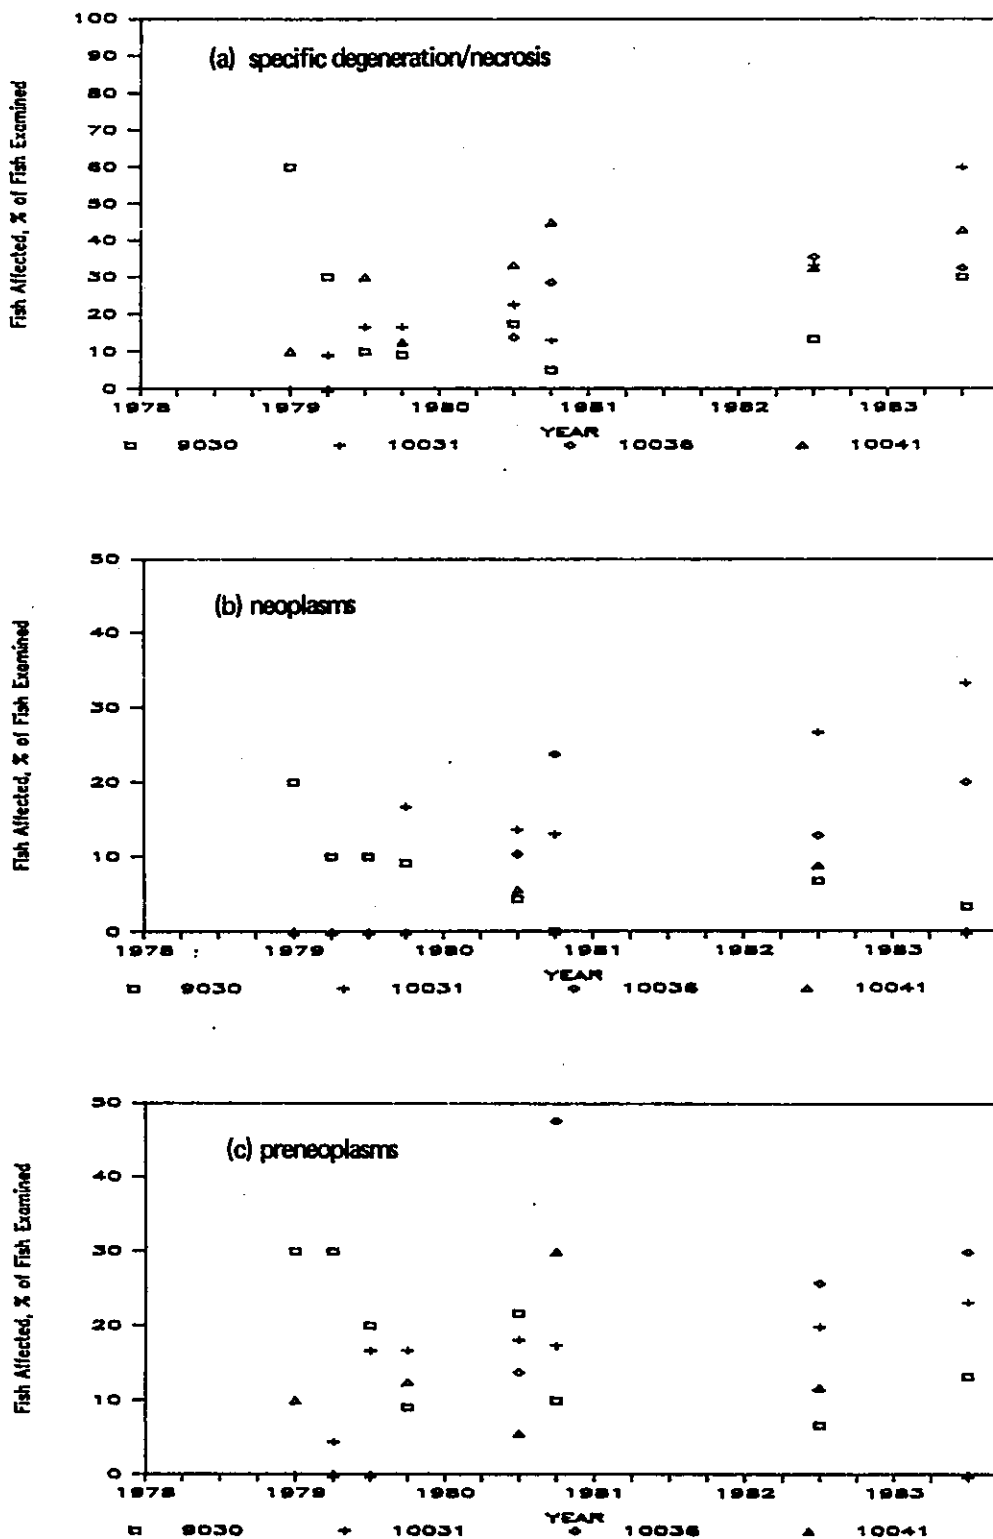 100
(a) specific degeneration/necrosis
90
80
70
60
50
40
30
20
10
0
Fish Affected, % of Fish Examined
1978 1979 1980 1981 1982 1983
YEAR
9030 10031 10036 10041
50
(b) neoplasms
40
30
20
10
0
Fish Affected, % of Fish Examined
1978 1979 1980 1981 1982 1983
YEAR
9030 10031 10036 10041
50
(c) preneoplasms
40
30
20
10
0
Fish Affected, % of Fish Examined
1978 1979 1980 1981 1982 1983
YEAR
9030 10031 10036 10041